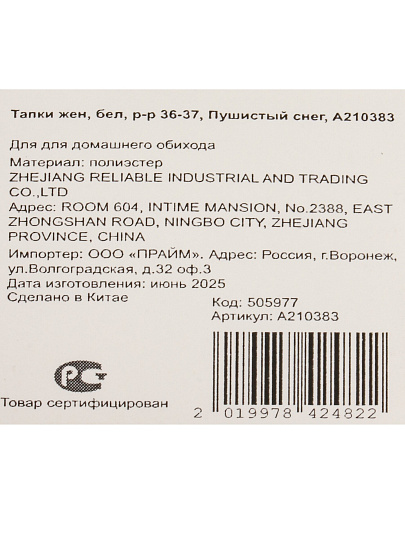 Тапки жен, бел, р-р 36-37, Пушистый снег, А210383
Для для домашнего обихода
Материал: полиэстер
ZHEJIANG RELIABLE INDUSTRIAL AND TRADING
CO.,LTD
Адрес: ROOM 604, INTIME MANSION, No.2388, EAST
ZHONGSHAN ROAD, NINGBO CITY, ZHEJIANG
PROVINCE, CHINA
Импортер: ООО «ПРАЙМ». Адрес: Россия, г.Воронеж,
ул.Волгоградская, д.32 оф.3
Дата изготовления: июнь 2025
Сделано в Китае
Код: 505977
Артикул: А210383
РСТ
Товар сертифицирован
2 019978 424822